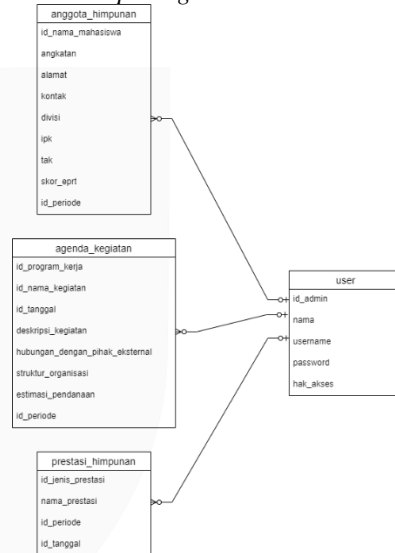 anggota_himpunan
id_nama_mahasiswa
angkatan
alamat
kontak
divisi
ipk
tak
skor_eprt
id_periode
agenda_kegiatan
id_program_kerja
id_nama_kegiatan
id_tanggal
deskripsi_kegiatan
hubungan_dengan_pihak_eksternal
struktur_organisasi
estimasi_pendanaan
id_periode
user
id_admin
nama
username
password
hak_akses
prestasi_himpunan
id_jenis_prestasi
nama_prestasi
id_periode
id_tanggal